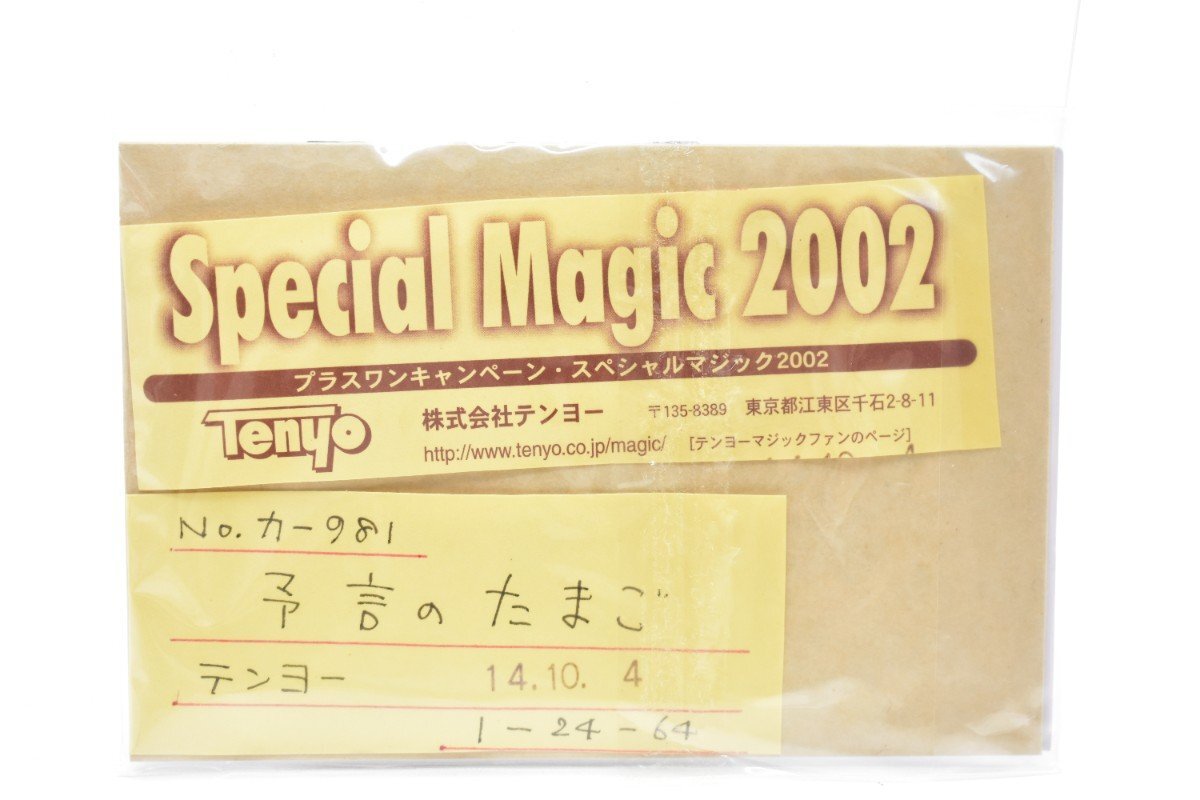 Special Magic 2002
プラスワンキャンペーン・スペシャルマジック2002
Tenyo 株式会社テンヨー 〒135-8389 東京都江東区千石2-8-11
http://www.tenyo.co.jp/magic/ [テンヨーマジックファンのページ]
No. カー981
予言のたまご
テンヨー 14.10. 4
1-24-64